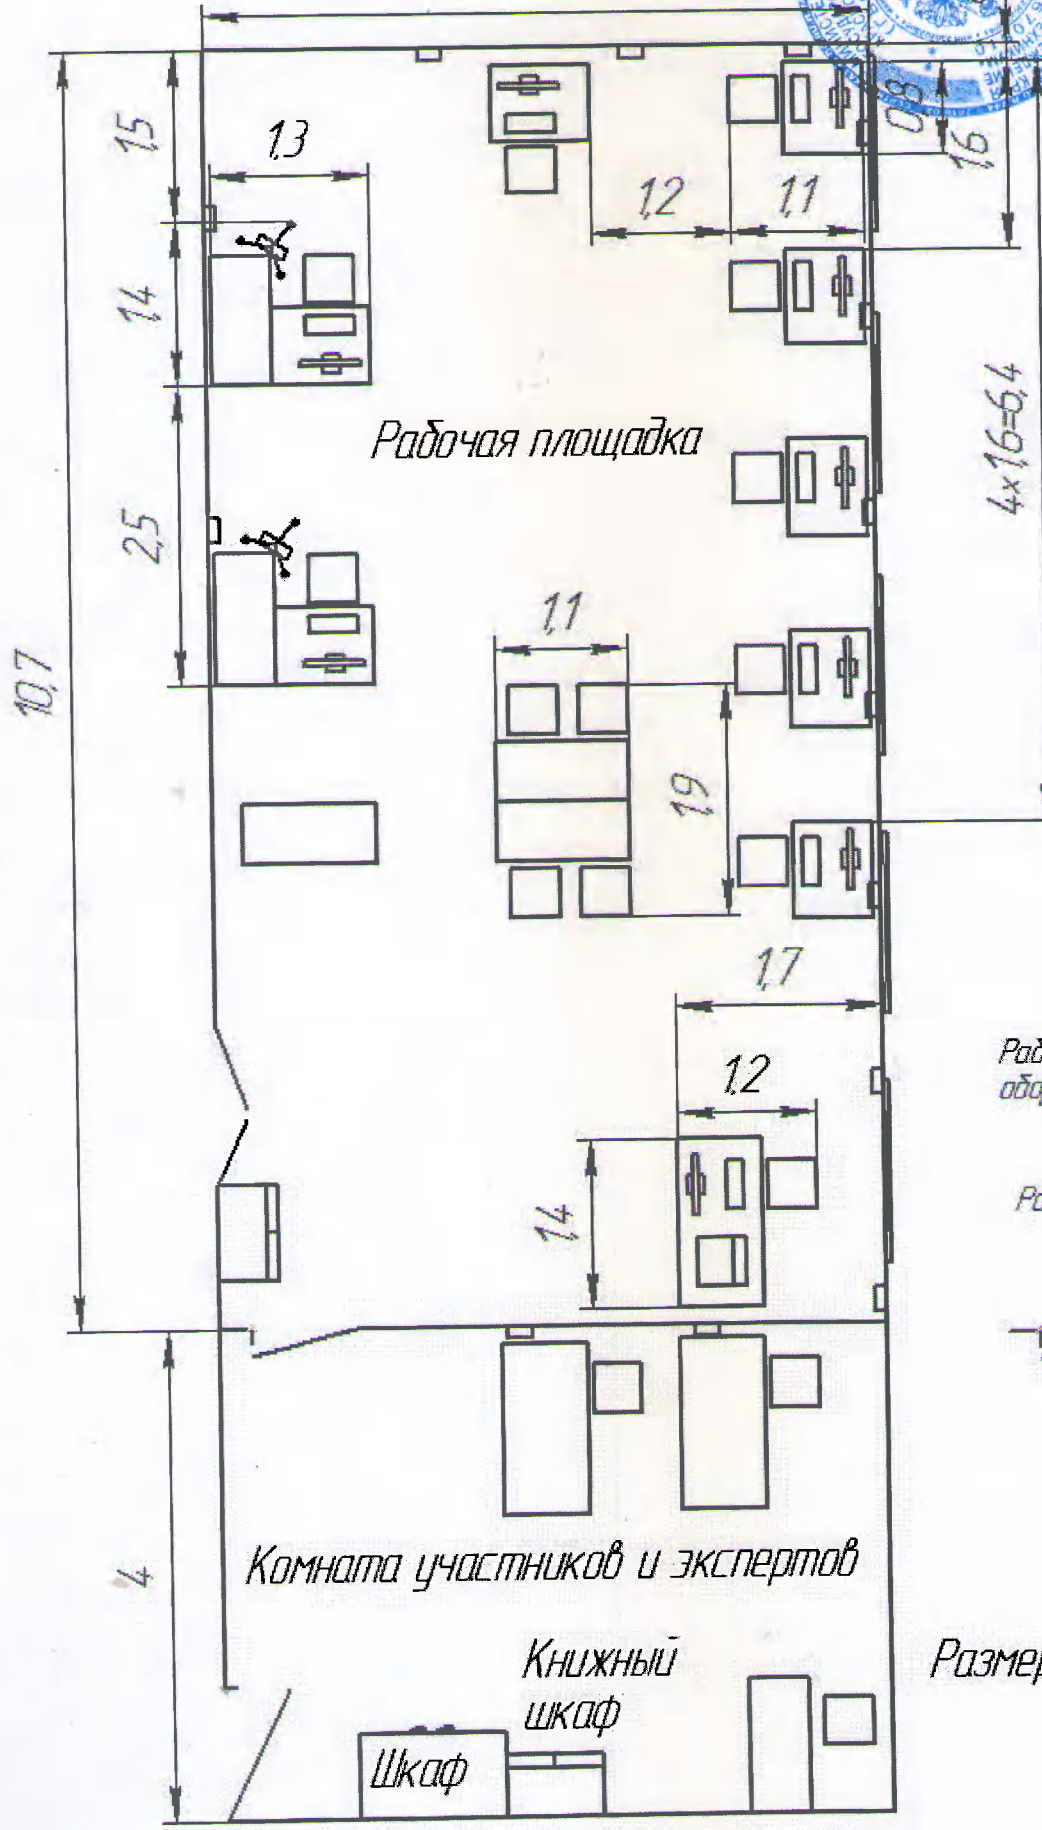 1,5
1,3
0,8
1,6
1,2
1,1
1,4
4x1,6=6,4
Рабочая площадка
2,5
1,1
10,7
1,9
1,7
1,2
1,4
Комната участников и экспертов
4
Книжный
шкаф
Шкаф